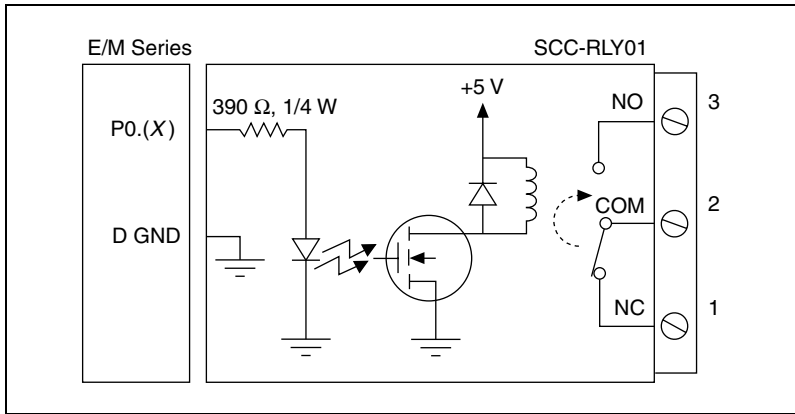 E/M Series
SCC-RLY01
+5 V
390 Ω, 1/4 W
NO
3
P0.(X)
COM
2
D GND
NC
1